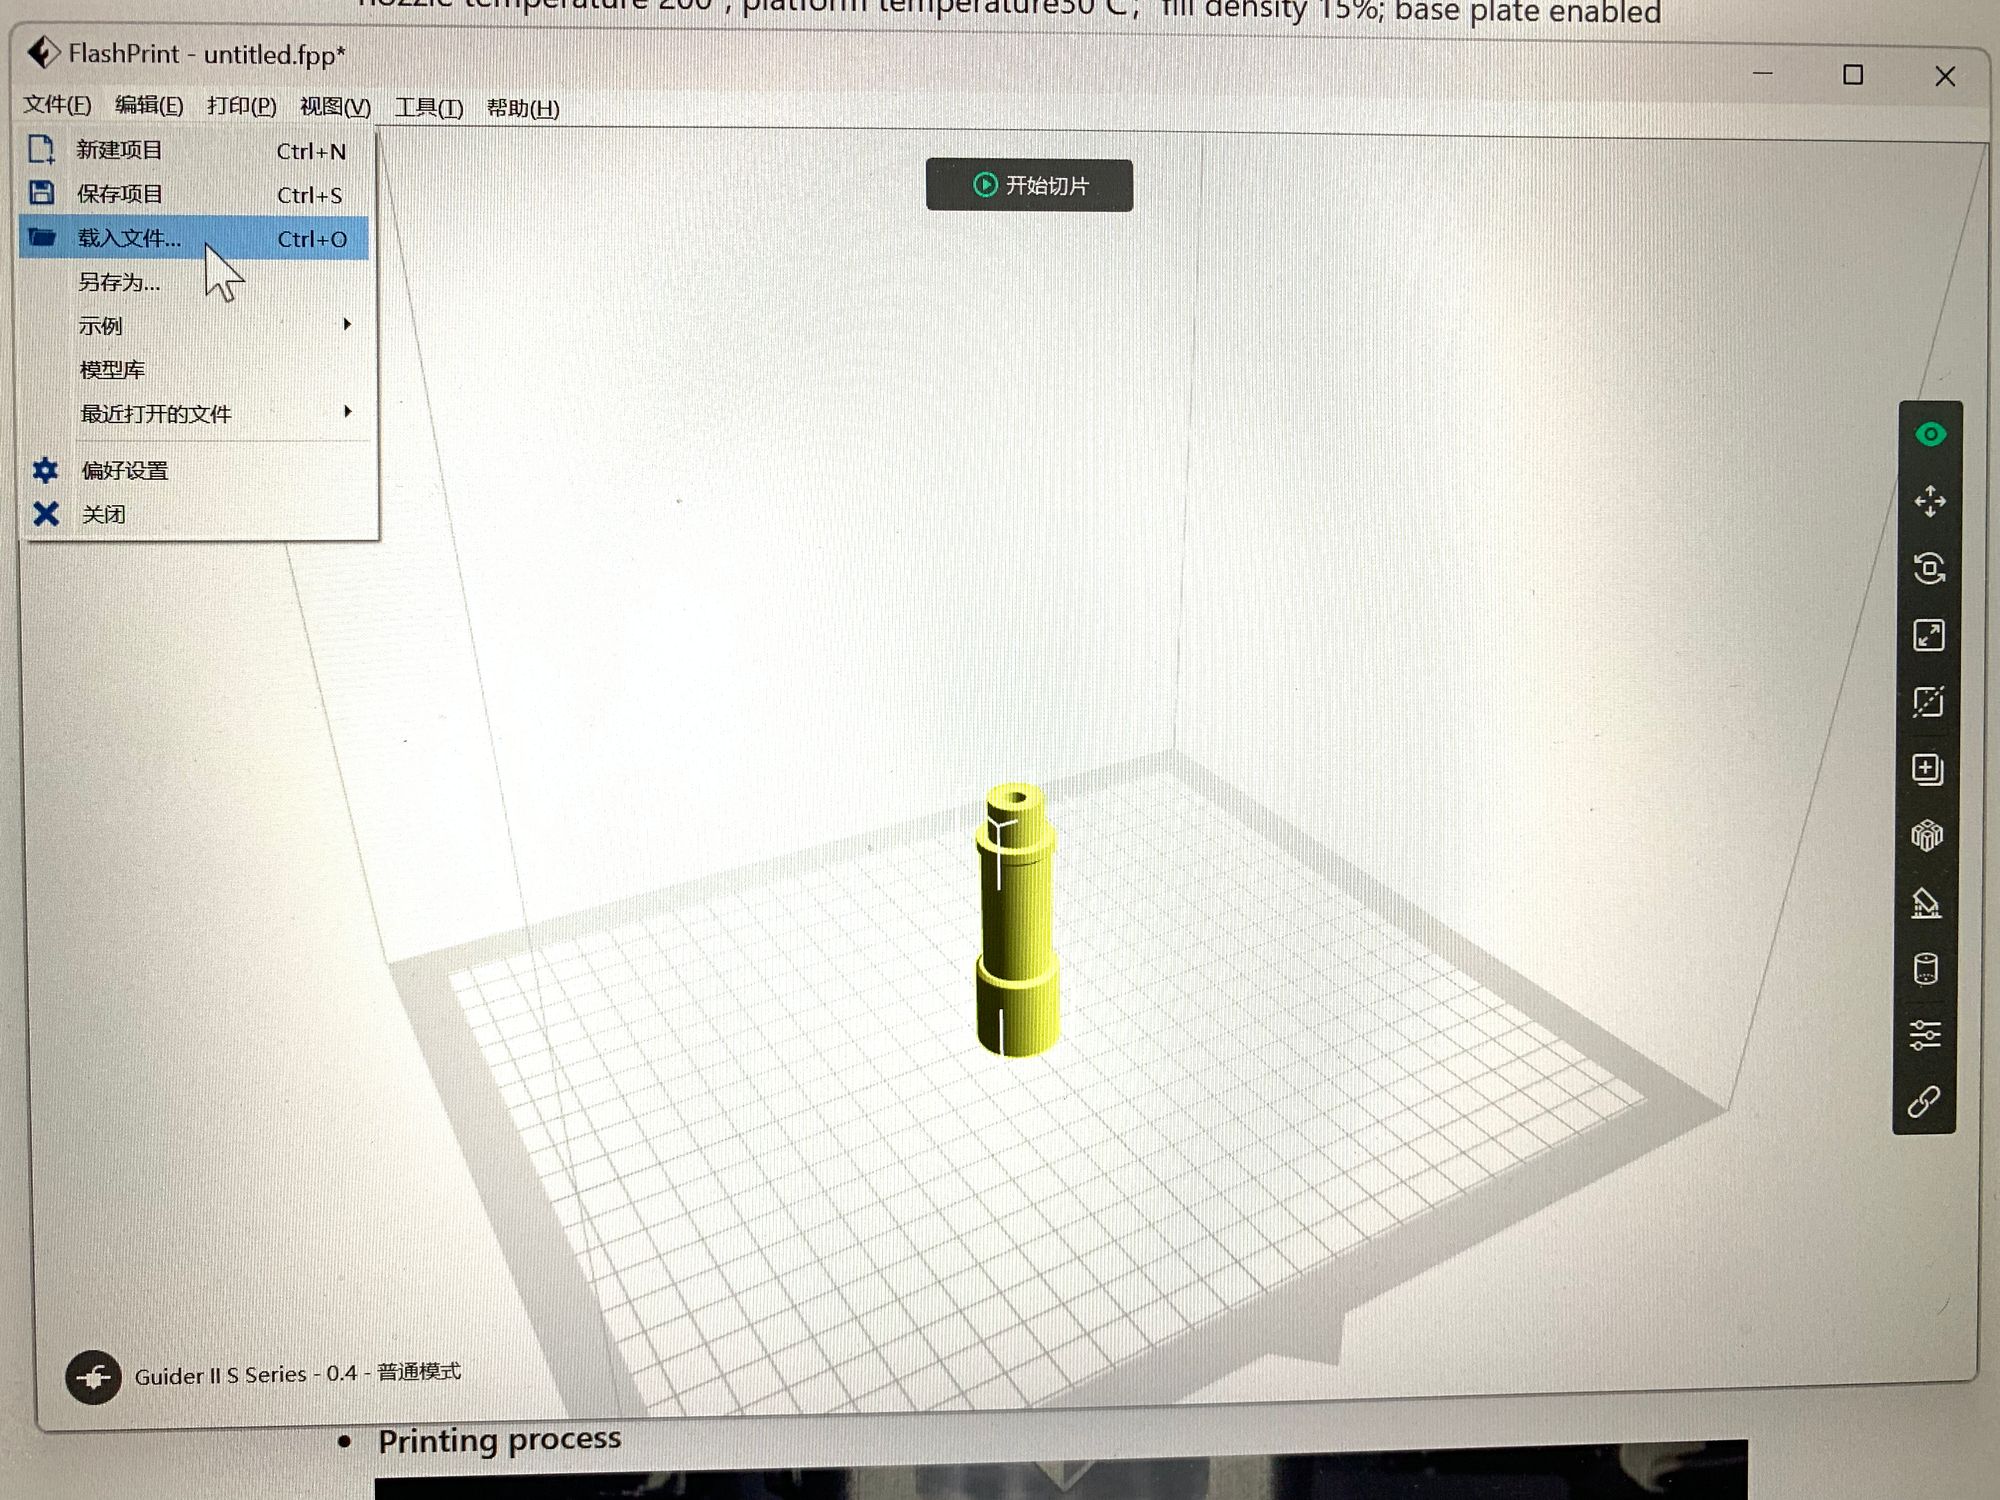 nozzle temperature 200°, platform temperature30°C; fill density 15%; base plate enabled
FlashPrint - untitled.fpp*
文件(F) 编辑(E) 打印(P) 视图(V) 工具(T) 帮助(H)
新建项目 Ctrl+N
保存项目 Ctrl+S
载入文件... Ctrl+O
另存为...
示例
模型库
最近打开的文件
偏好设置
关闭
开始切片
Guider II S Series - 0.4 - 普通模式
• Printing process